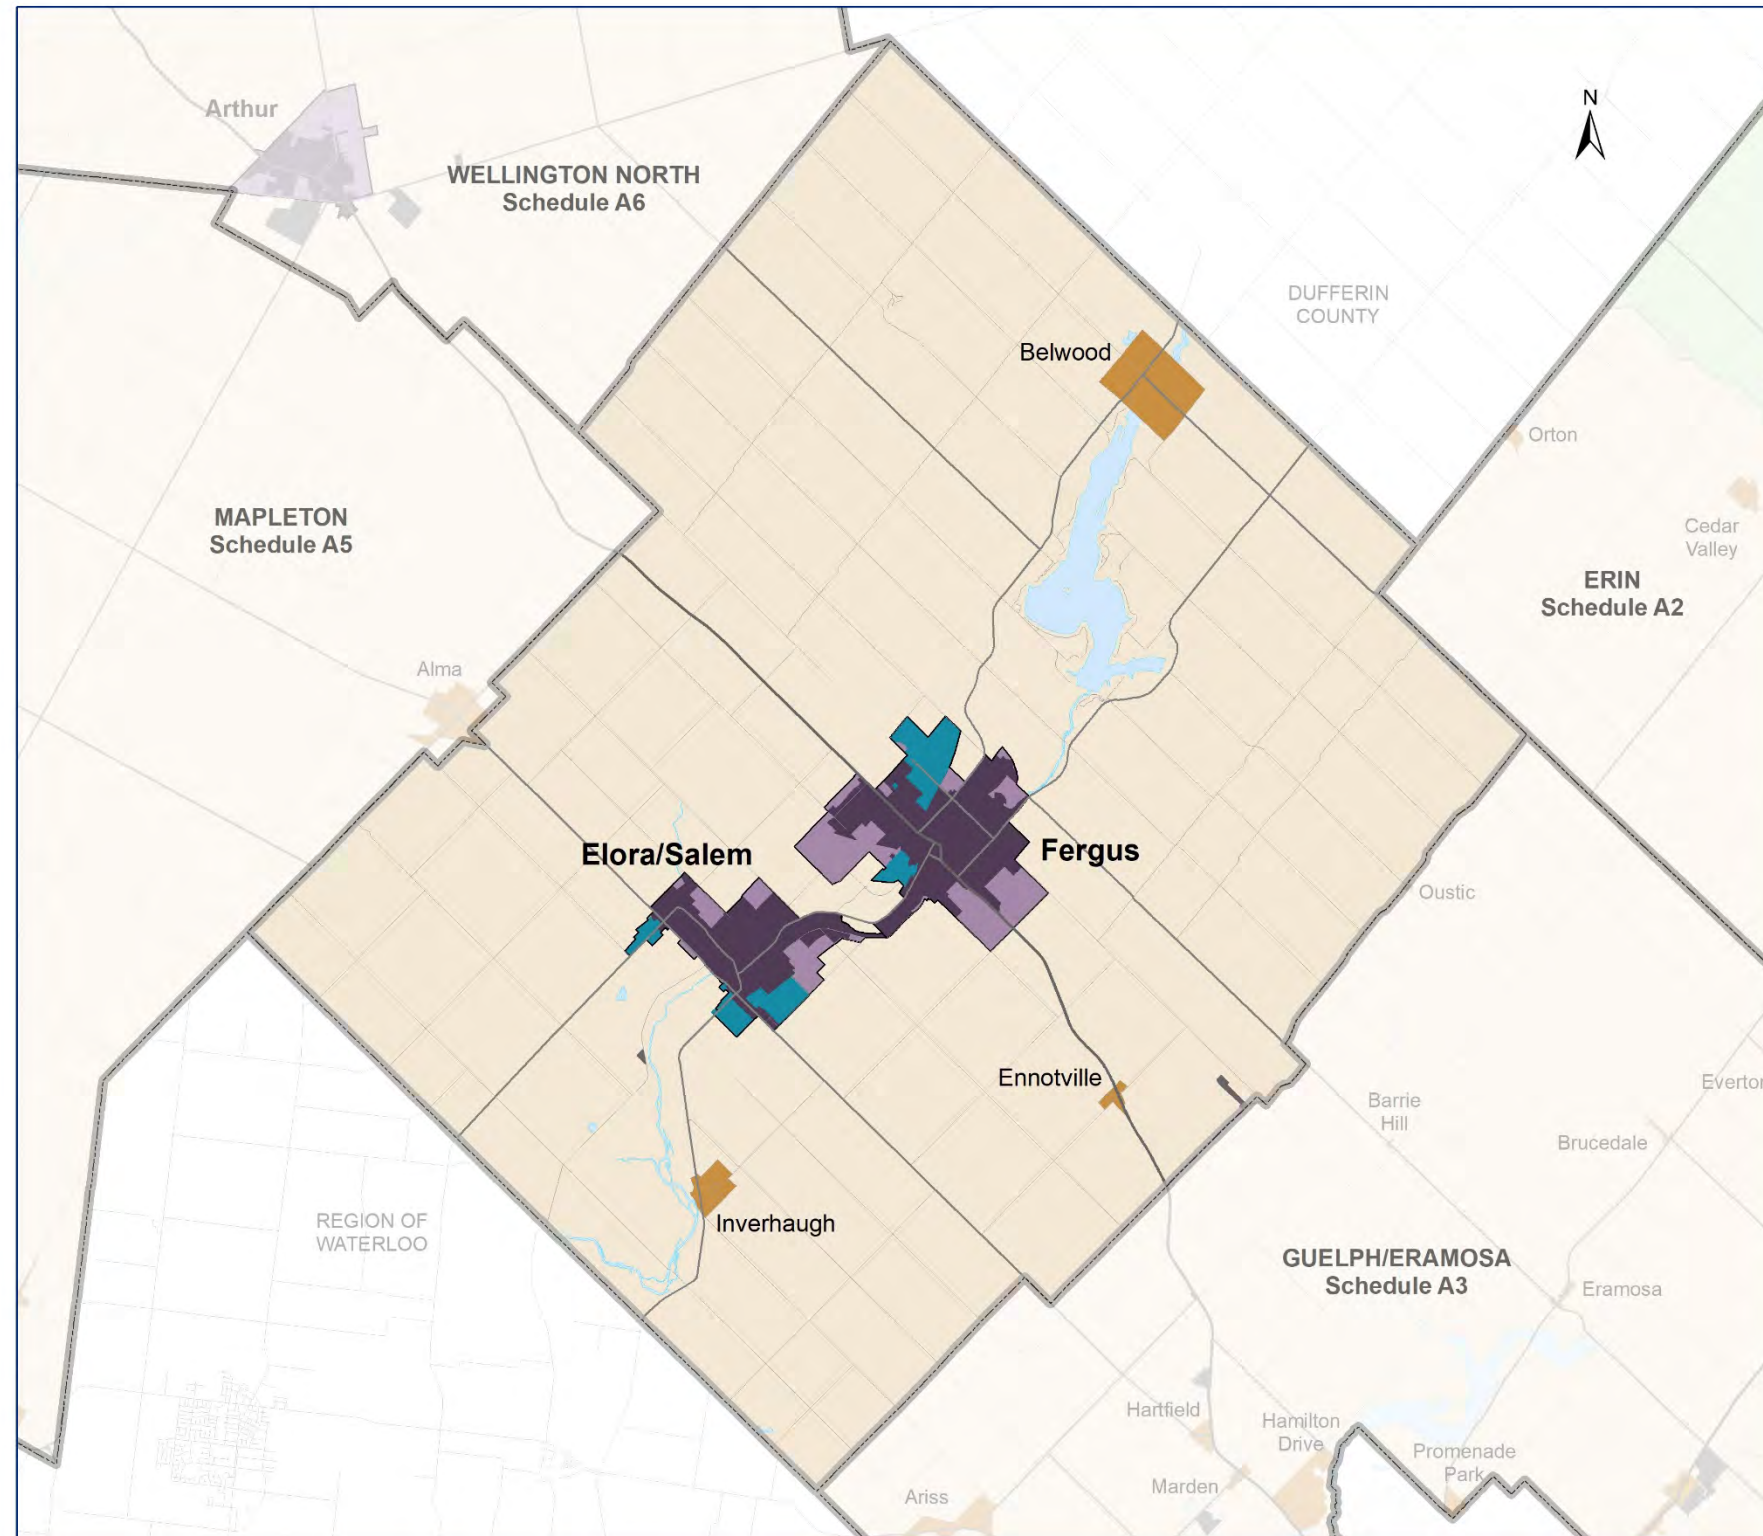 N
Arthur
WELLINGTON NORTH
Schedule A6
DUFFERIN
COUNTY
Belwood
Orton
Cedar
Valley
MAPLETON
Schedule A5
ERIN
Schedule A2
Alma
Elora/Salem
Fergus
Oustic
Ennotville
Barrie
Hill
Everton
Brucedale
Inverhaugh
REGION OF
WATERLOO
GUELPH/ERAMOSA
Schedule A3
Eramosa
Hartfield
Hamilton
Drive
Promenade
Park
Marden
Ariss